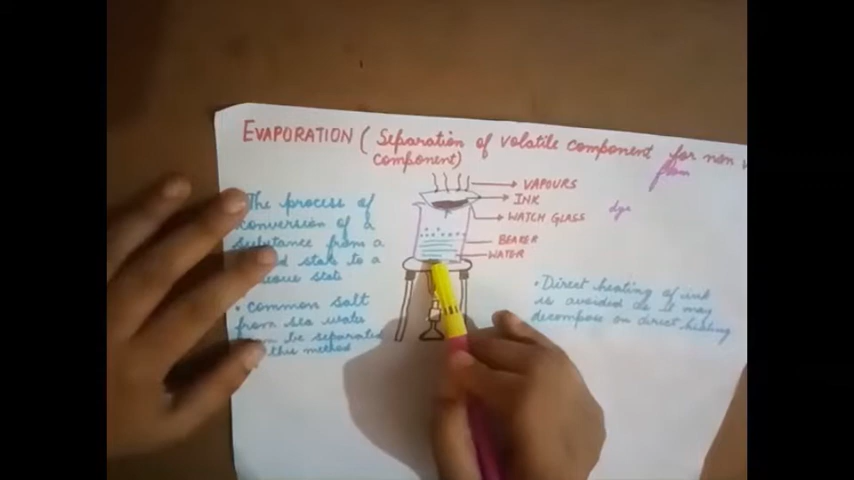 EVAPORATION ( Separation of volatile component for non
component) from
VAPOURS
INK
WATCH GLASS
BEAKER
WATER
dye
The process of
conversion of a
substance from a
state to a
state
• common salt
from sea water
be separated
this method
• Direct heating of ink
is avoided as it may
decompose on direct heating